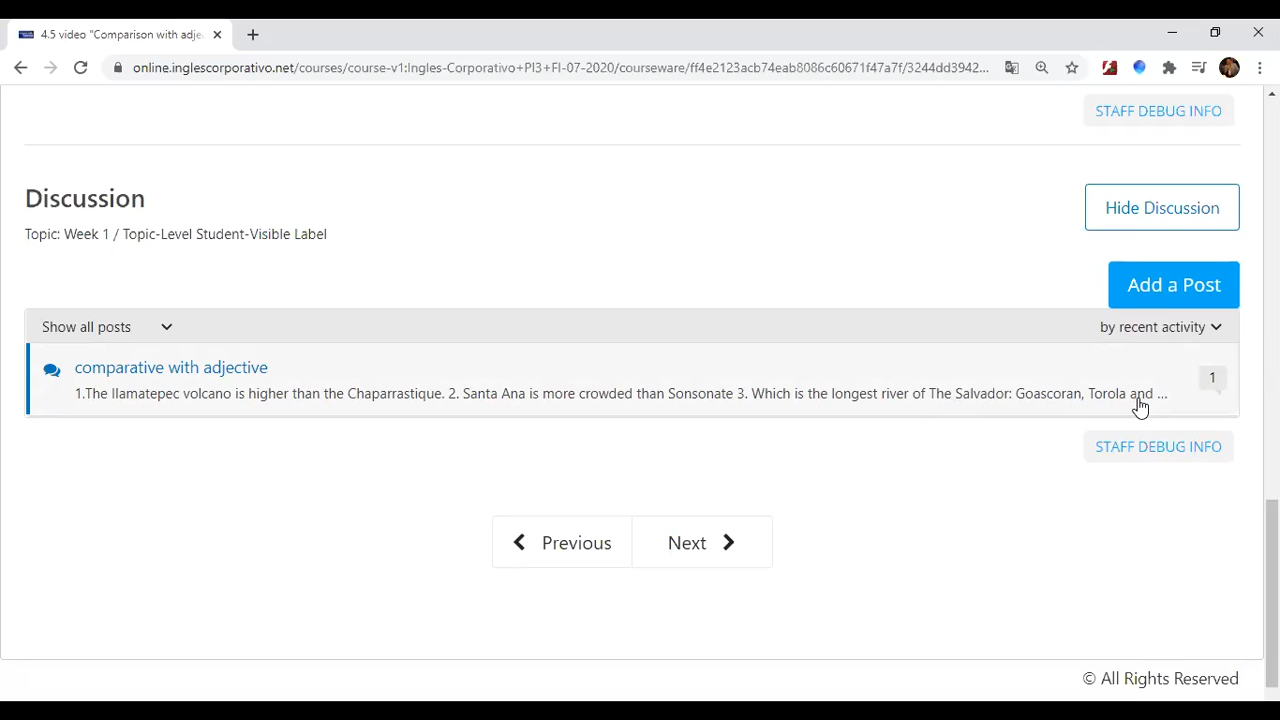 4.5 video "Comparison with adje
online.inglescorporativo.net/courses/course-v1:Ingles-Corporativo+PI3+FI-07-2020/courseware/ff4e2123acb74eab8086c60671f47a7f/3244dd3942...
STAFF DEBUG INFO
Discussion
Hide Discussion
Topic: Week 1 / Topic-Level Student-Visible Label
Add a Post
Show all posts by recent activity
comparative with adjective
1
1.The llamatepec volcano is higher than the Chaparrastique. 2. Santa Ana is more crowded than Sonsonate 3. Which is the longest river of The Salvador: Goascoran, Torola and ...
STAFF DEBUG INFO
Previous Next
© All Rights Reserved